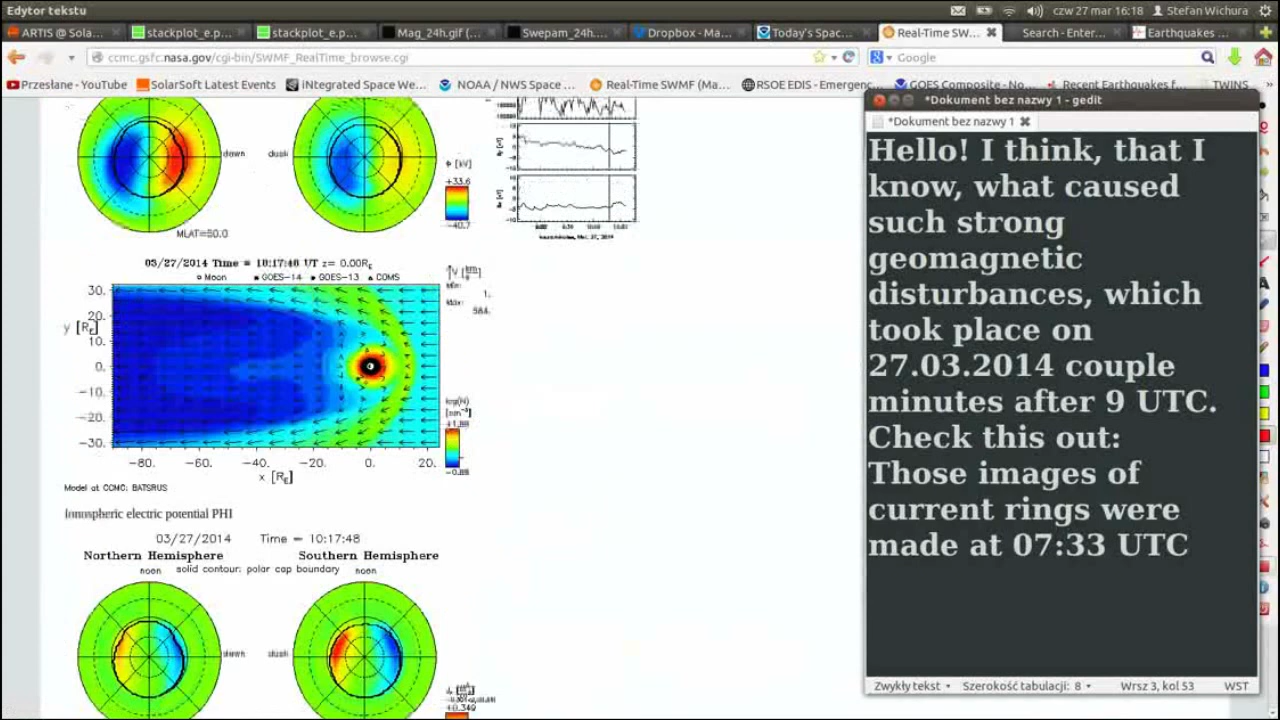 Edytor tekstu
czw 27 mar 16:18
Stefan Wichura
ARTIS @ Sola...
stackplot_e.p...
stackplot_e.p...
Mag_24h.gif (...
Swepam_24h....
Dropbox - Ma...
Today's Spac...
Real-Time SW...
Search - Enter...
Earthquakes
ccmc.gsfc.nasa.gov/cgi-bin/SWMF_RealTime_browse.cgi
Google
Przesłane - YouTube
SolarSoft Latest Events
iNtegrated Space We...
NOAA / NWS Space ...
Real-Time SWMF (Ma...
RSOE EDIS - Emergenc...
GOES Composite - No...
Recent Earthquakes f...
TWINS
dawn
dusk
+33.6
-40.7
MLAT=50.0
03/27/2014 Time = 10:17:48 UT z= 0.00RE
Moon GOES-14 GOES-13 COMS
y [RE]
30.
20.
10.
0.
-10.
-20.
-30.
-80. -60. -40. -20. 0. 20.
x [RE]
Model at CCMC: BATSRUS
Ionospheric electric potential PHI
03/27/2014 Time = 10:17:48
Northern Hemisphere Southern Hemisphere
noon solid contour: polar cap boundary noon
dawn
dusk
*Dokument bez nazwy 1 - gedit
*Dokument bez nazwy 1
Hello! I think, that I
know, what caused
such strong
geomagnetic
disturbances, which
took place on
27.03.2014 couple
minutes after 9 UTC.
Check this out:
Those images of
current rings were
made at 07:33 UTC
Zwykły tekst
Szerokość tabulacji: 8
Wrsz 3, kol 53
WST